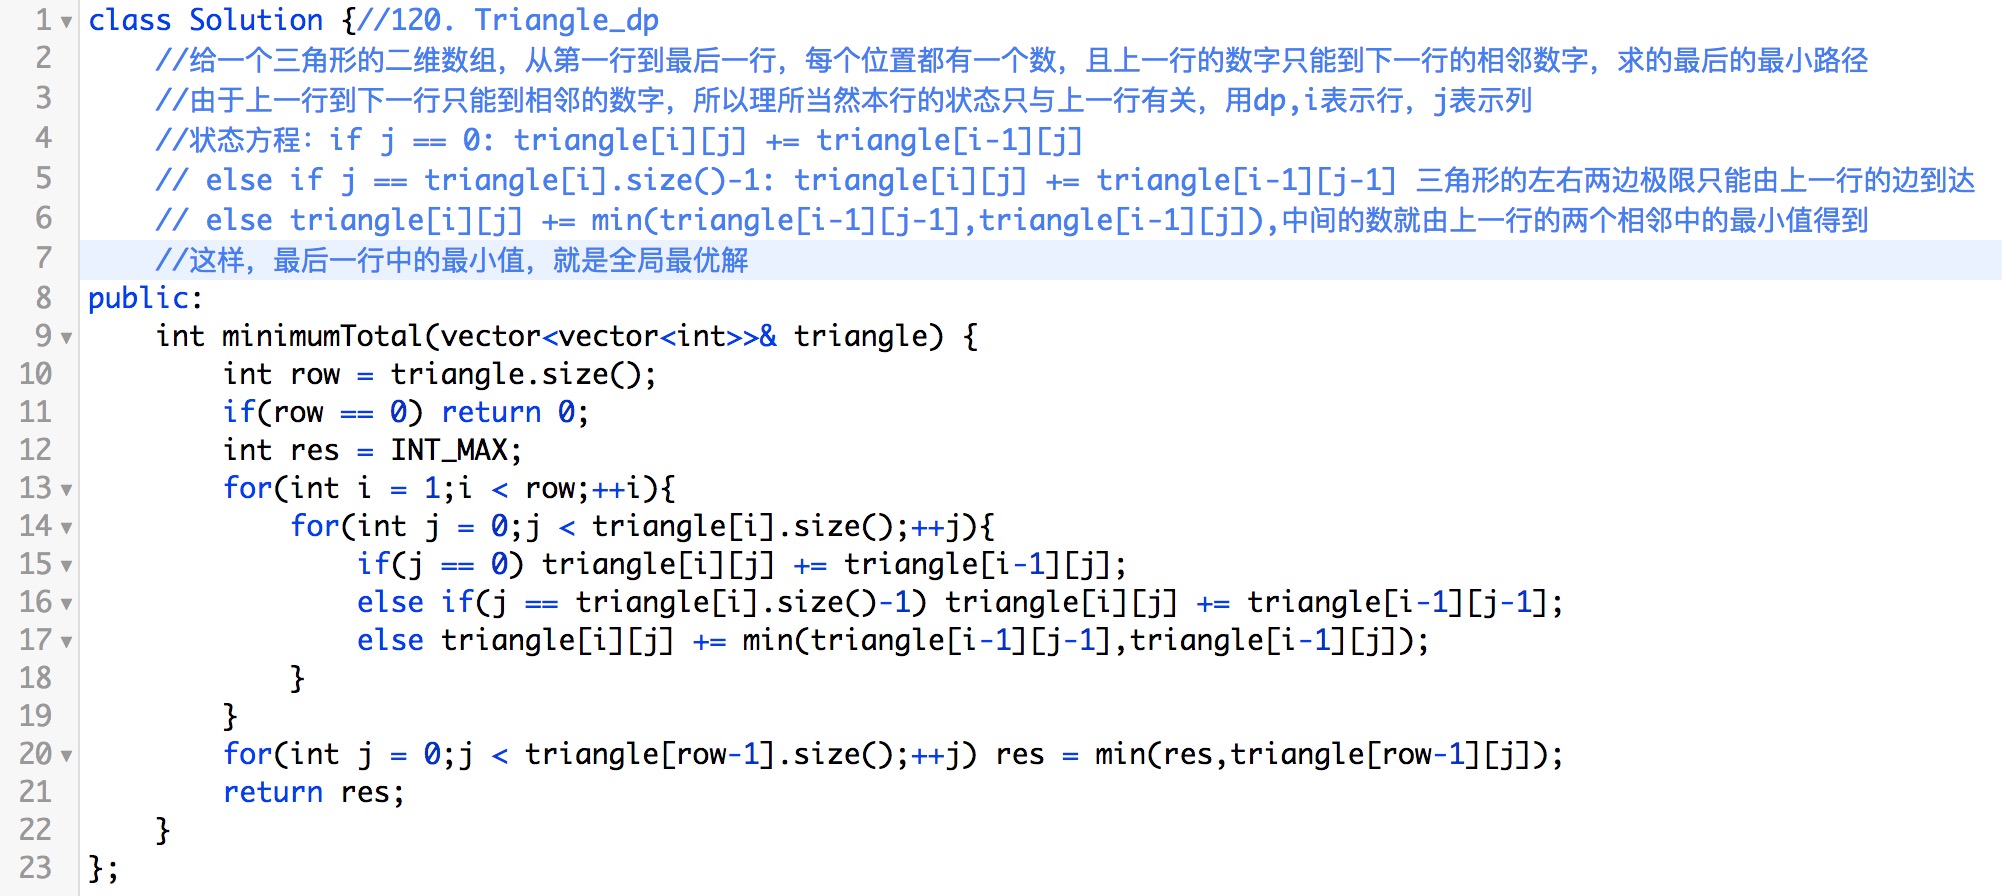 1 class Solution {//120. Triangle_dp
2     //给一个三角形的二维数组，从第一行到最后一行，每个位置都有一个数，且上一行的数字只能到下一行的相邻数字，求的最后的最小路径
3     //由于上一行到下一行只能到相邻的数字，所以理所当然本行的状态只与上一行有关，用dp,i表示行，j表示列
4     //状态方程：if j == 0: triangle[i][j] += triangle[i-1][j]
5     // else if j == triangle[i].size()-1: triangle[i][j] += triangle[i-1][j-1] 三角形的左右两边极限只能由上一行的边到达
6     // else triangle[i][j] += min(triangle[i-1][j-1],triangle[i-1][j]),中间的数就由上一行的两个相邻中的最小值得到
7     //这样，最后一行中的最小值，就是全局最优解
8 public:
9     int minimumTotal(vector<vector<int>>& triangle) {
10         int row = triangle.size();
11         if(row == 0) return 0;
12         int res = INT_MAX;
13         for(int i = 1;i < row;++i){
14             for(int j = 0;j < triangle[i].size();++j){
15                 if(j == 0) triangle[i][j] += triangle[i-1][j];
16                 else if(j == triangle[i].size()-1) triangle[i][j] += triangle[i-1][j-1];
17                 else triangle[i][j] += min(triangle[i-1][j-1],triangle[i-1][j]);
18             }
19         }
20         for(int j = 0;j < triangle[row-1].size();++j) res = min(res,triangle[row-1][j]);
21         return res;
22     }
23 };